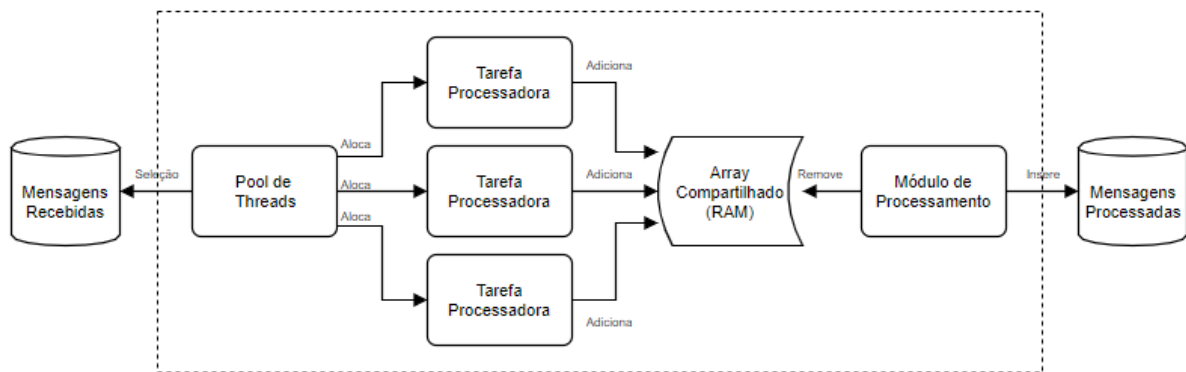 Mensagens
Recebidas
Seleção
Pool de
Threads
Aloca
Aloca
Aloca
Tarefa
Processadora
Tarefa
Processadora
Tarefa
Processadora
Adiciona
Adiciona
Adiciona
Array
Compartilhado
(RAM)
Remove
Módulo de
Processamento
Insere
Mensagens
Processadas